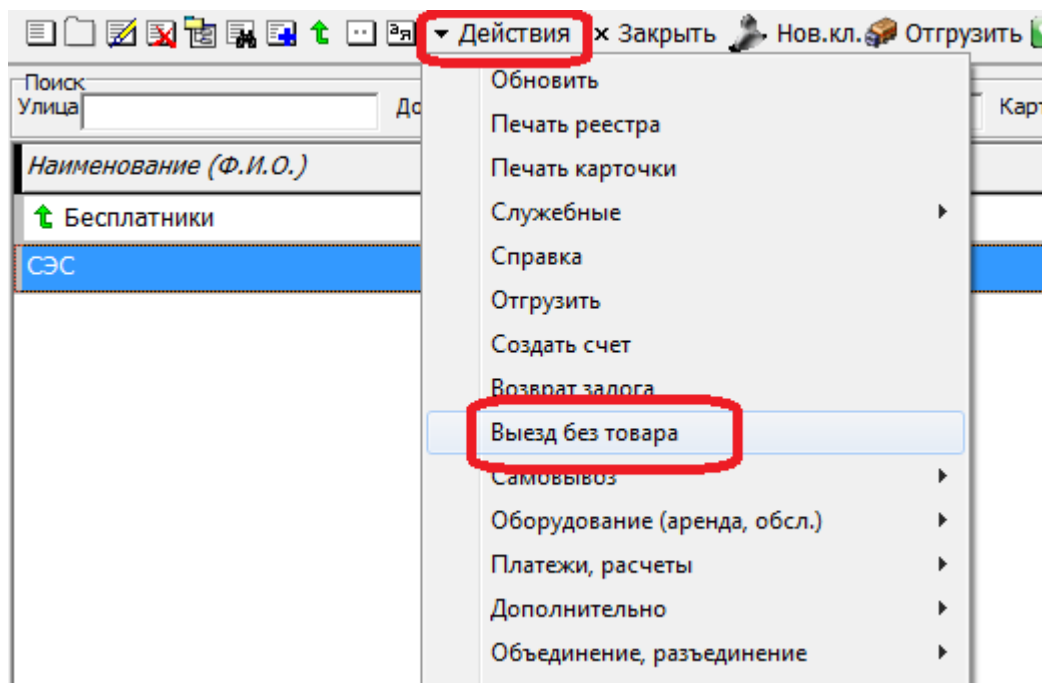 Действия x Закрыть Нов.кл. Отгрузить
Поиск
Улица
До
Карт
Наименование (Ф.И.О.)
Бесплатники
СЭС
Обновить
Печать реестра
Печать карточки
Служебные
Справка
Отгрузить
Создать счет
Возврат залога
Выезд без товара
Самовывоз
Оборудование (аренда, обсл.)
Платежи, расчеты
Дополнительно
Объединение, разъединение